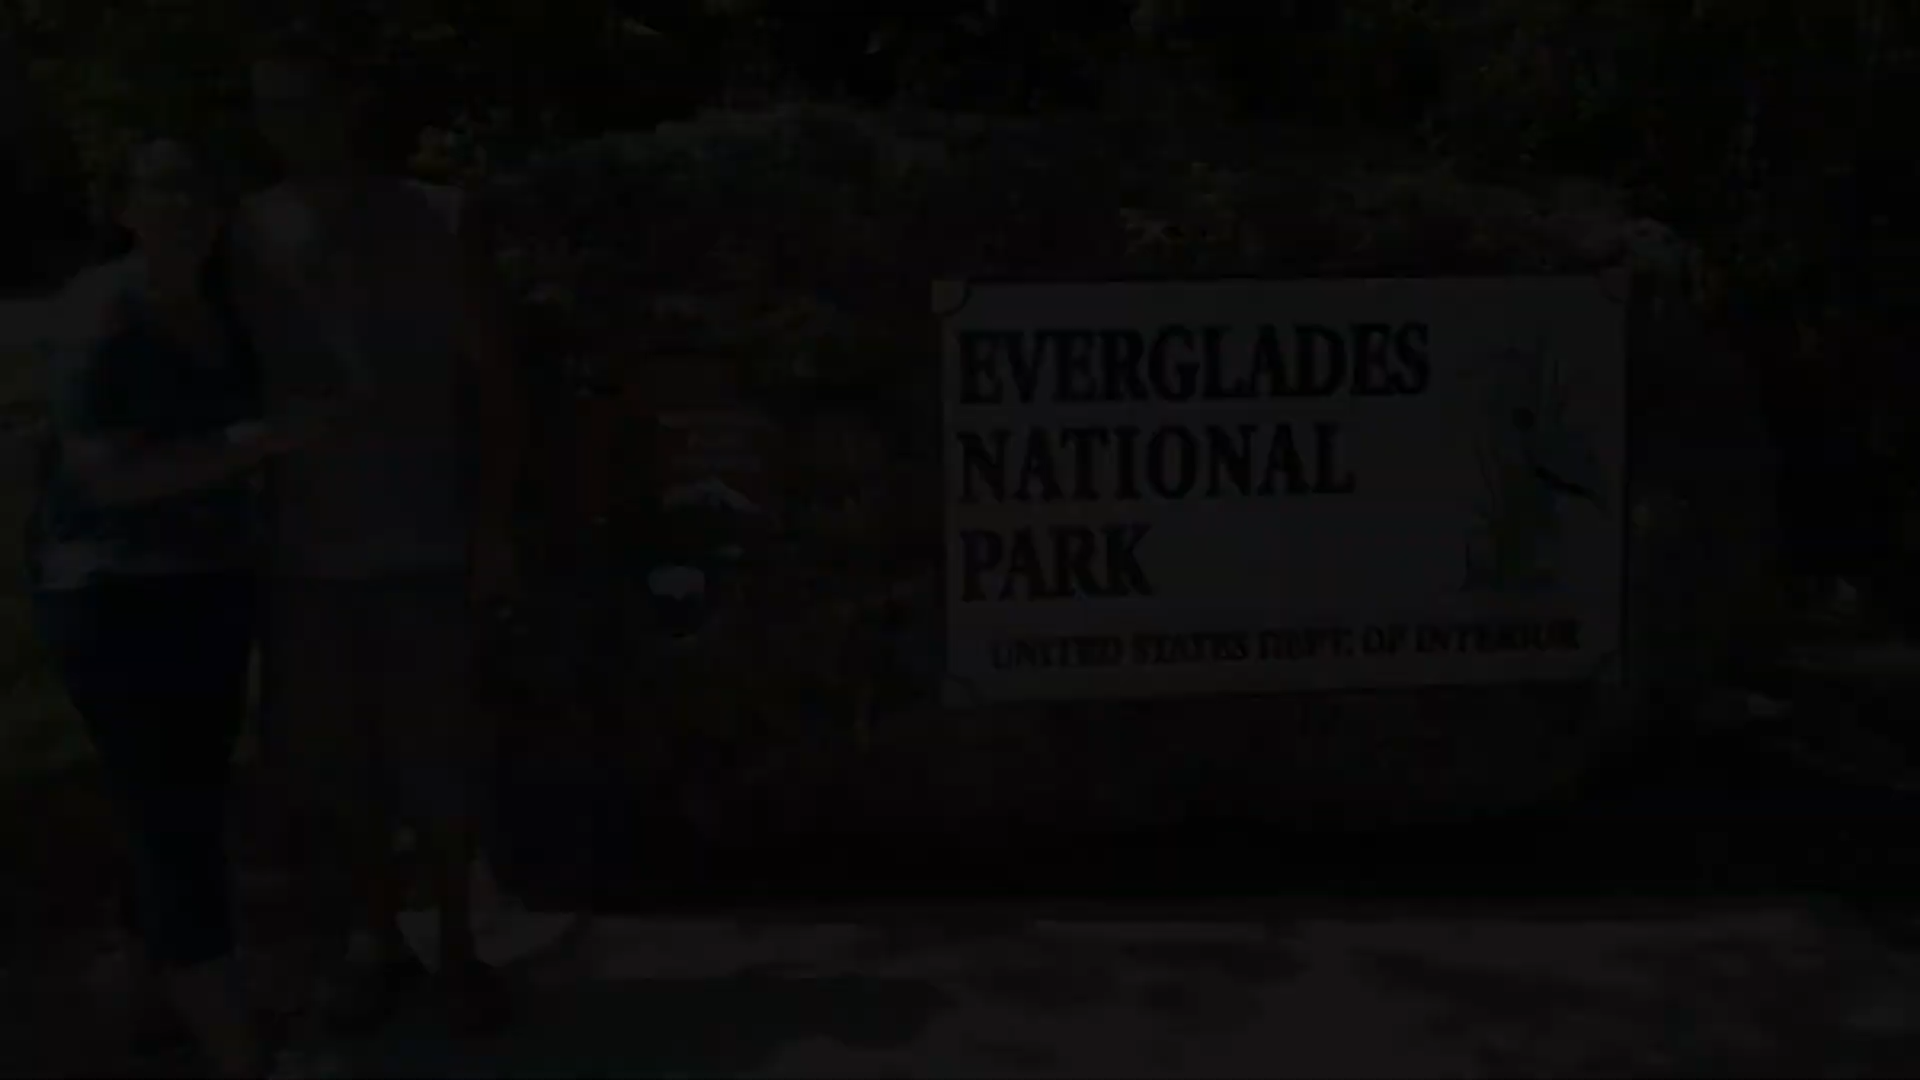 EVERGLADES
NATIONAL
PARK
UNITED STATES DEPT. OF INTERIOR